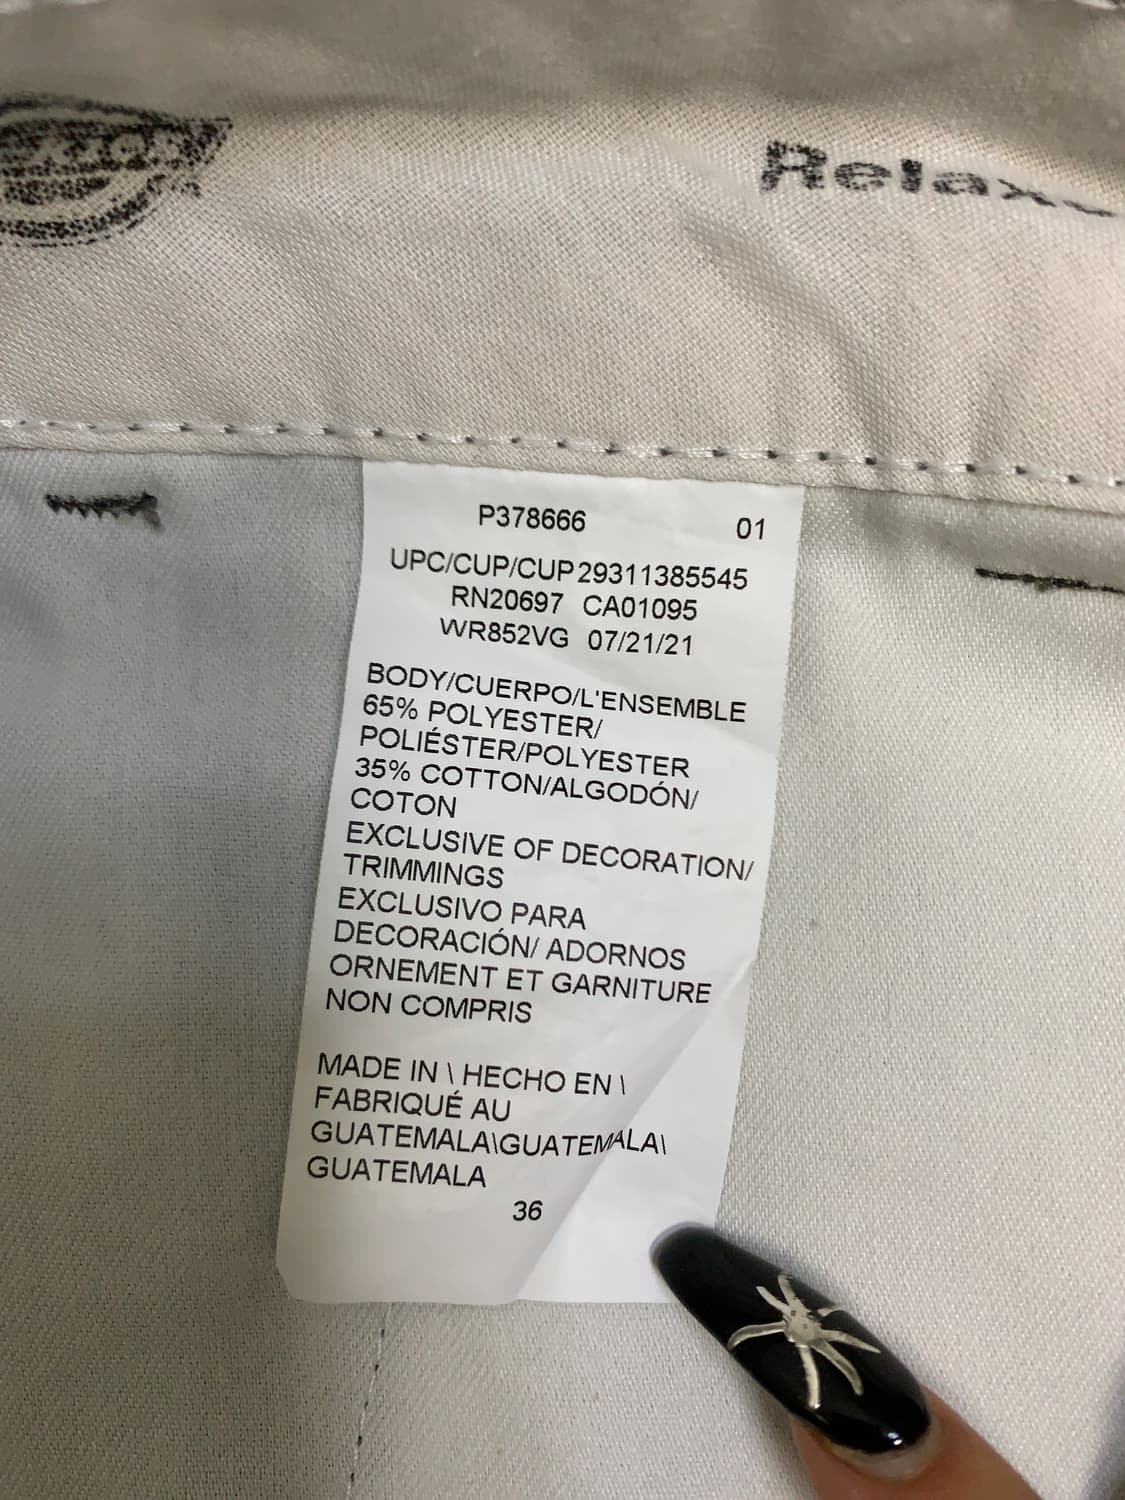 Relax
P378666 01
UPC/CUP/CUP29311385545
RN20697 CA01095
WR852VG 07/21/21
BODY/CUERPO/L'ENSEMBLE
65% POLYESTER/
POLIÉSTER/POLYESTER
35% COTTON/ALGODÓN/
COTON
EXCLUSIVE OF DECORATION/
TRIMMINGS
EXCLUSIVO PARA
DECORACIÓN/ ADORNOS
ORNEMENT ET GARNITURE
NON COMPRIS
MADE IN \ HECHO EN \
FABRIQUÉ AU
GUATEMALA\GUATEMALA\
GUATEMALA
36